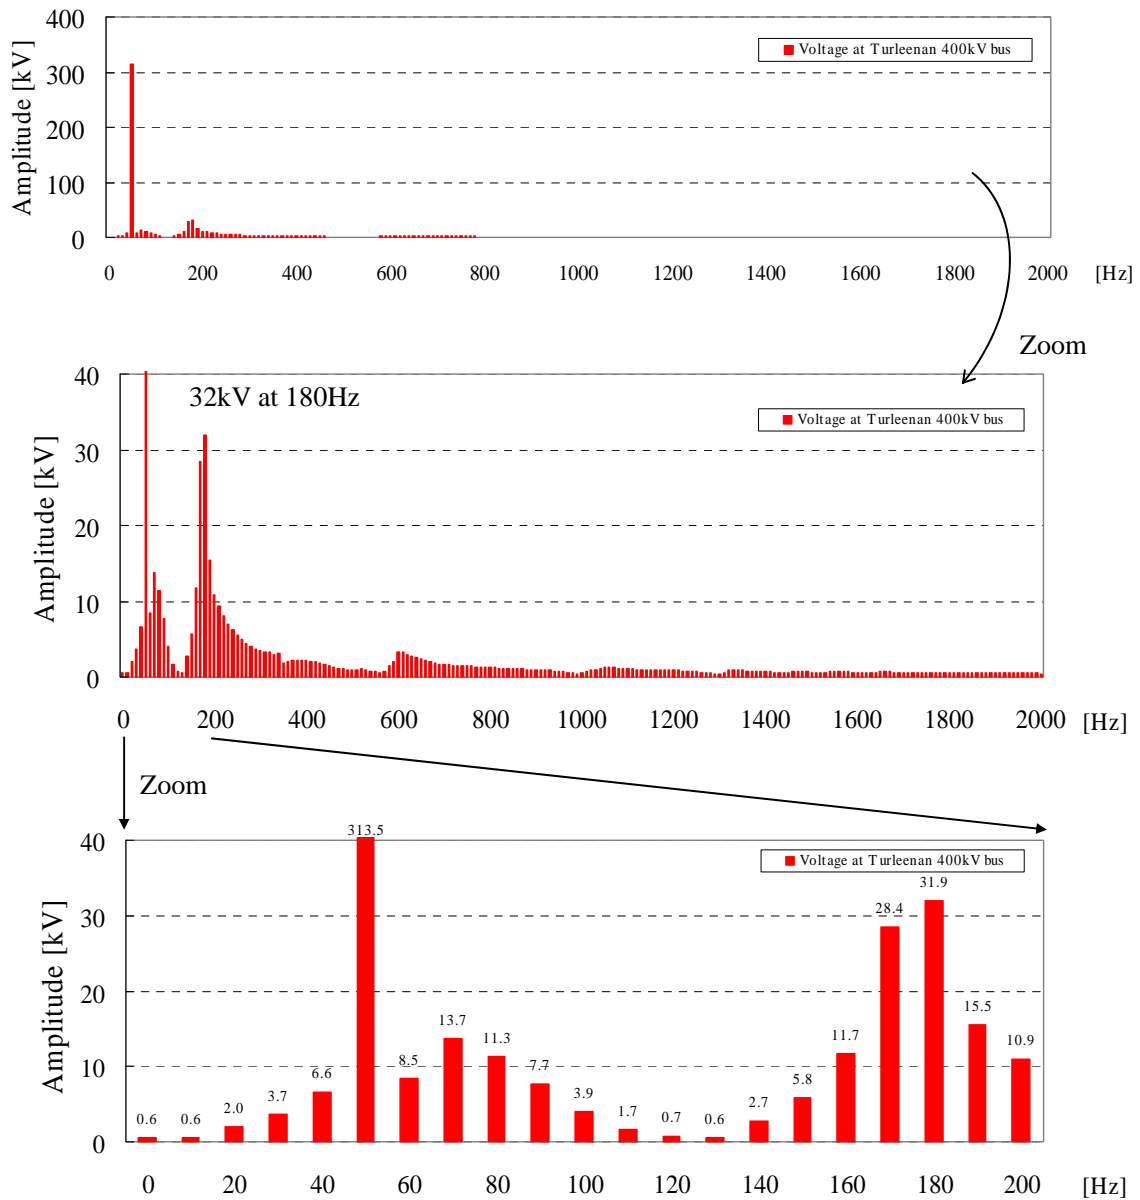 400
300
200
100
0
Amplitude [kV]
Voltage at Turleenan 400kV bus
0 200 400 600 800 1000 1200 1400 1600 1800 2000 [Hz]
Zoom
40
30
20
10
0
Amplitude [kV]
32kV at 180Hz
Voltage at Turleenan 400kV bus
0 200 400 600 800 1000 1200 1400 1600 1800 2000 [Hz]
Zoom
40
30
20
10
0
Amplitude [kV]
Voltage at Turleenan 400kV bus
0.6 0.6 2.0 3.7 6.6 313.5 8.5 13.7 11.3 7.7 3.9 1.7 0.7 0.6 2.7 5.8 11.7 28.4 31.9 15.5 10.9
0 20 40 60 80 100 120 140 160 180 200 [Hz]